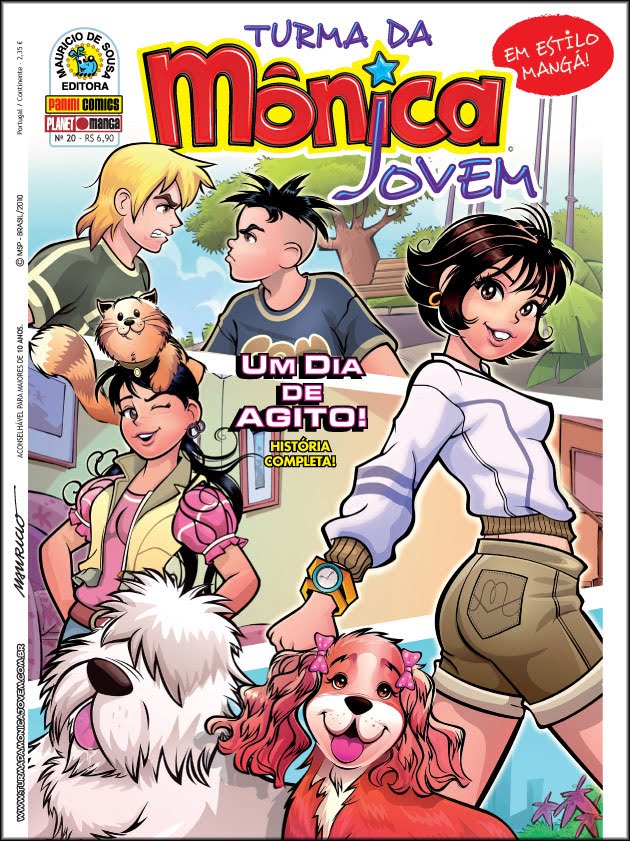 TURMA DA
Mônica
JOVEM
EM ESTILO
MANGÁ!
MAURICIO DE SOUSA
EDITORA
PANINI COMICS
PLANET MANGA
Nº 20 - R$ 6,90
Portugal / Continente - 2,35 €
© MSP - BRASIL/2010
ACONSELHÁVEL PARA MAIORES DE 10 ANOS.
MAURICIO
WWW.TURMADAMONICAJOVEM.COM.BR
UM DIA
DE
AGITO!
HISTÓRIA
COMPLETA!